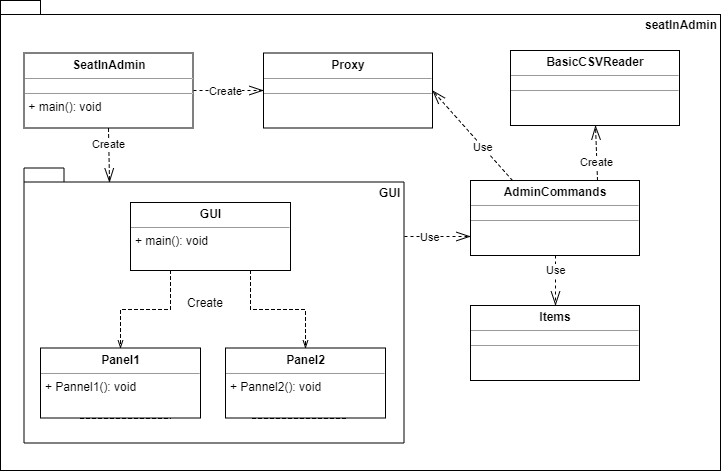 seatInAdmin
SeatInAdmin
+ main(): void
Create
Proxy
BasicCSVReader
Create
Use
Create
GUI
GUI
+ main(): void
Use
AdminCommands
Use
Items
Create
Panel1
+ Pannel1(): void
Panel2
+ Pannel2(): void